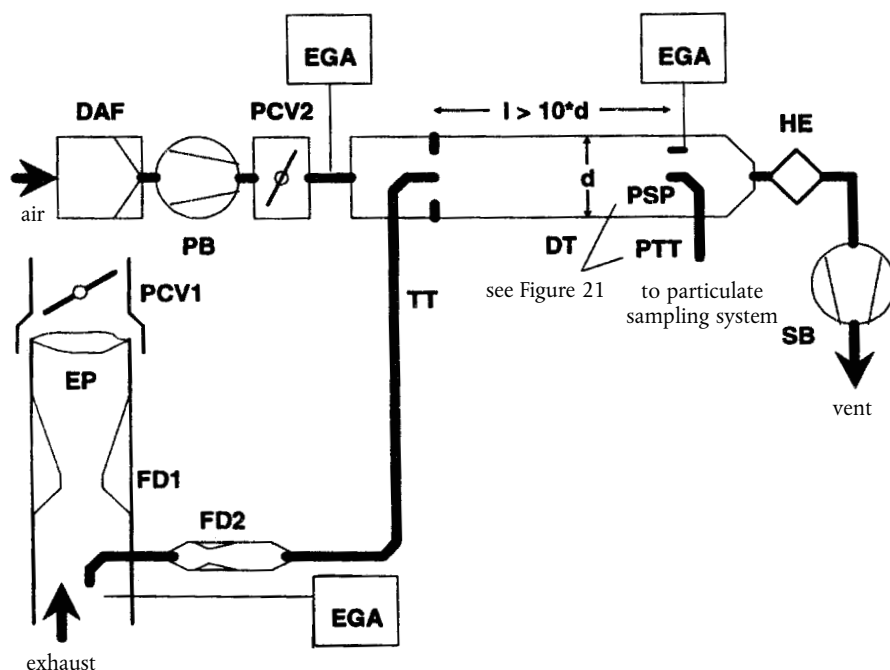 EGA
EGA
DAF
PCV2
l > 10*d
HE
air
d
PSP
PB
DT
PTT
PCV1
TT
see Figure 21
to particulate
sampling system
SB
EP
vent
FD1
FD2
EGA
exhaust